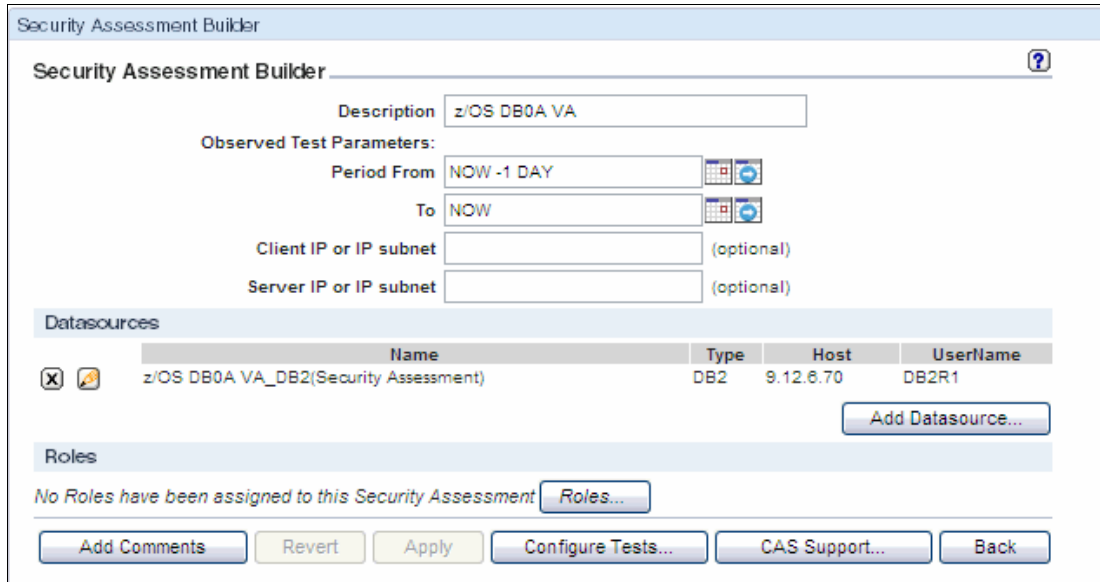 Security Assessment Builder
Security Assessment Builder
?
Description z/OS DB0A VA
Observed Test Parameters:
Period From NOW -1 DAY
To NOW
Client IP or IP subnet (optional)
Server IP or IP subnet (optional)
Datasources
Name Type Host UserName
z/OS DB0A VA_DB2(Security Assessment) DB2 9.12.6.70 DB2R1
Add Datasource...
Roles
No Roles have been assigned to this Security Assessment Roles...
Add Comments Revert Apply Configure Tests... CAS Support... Back